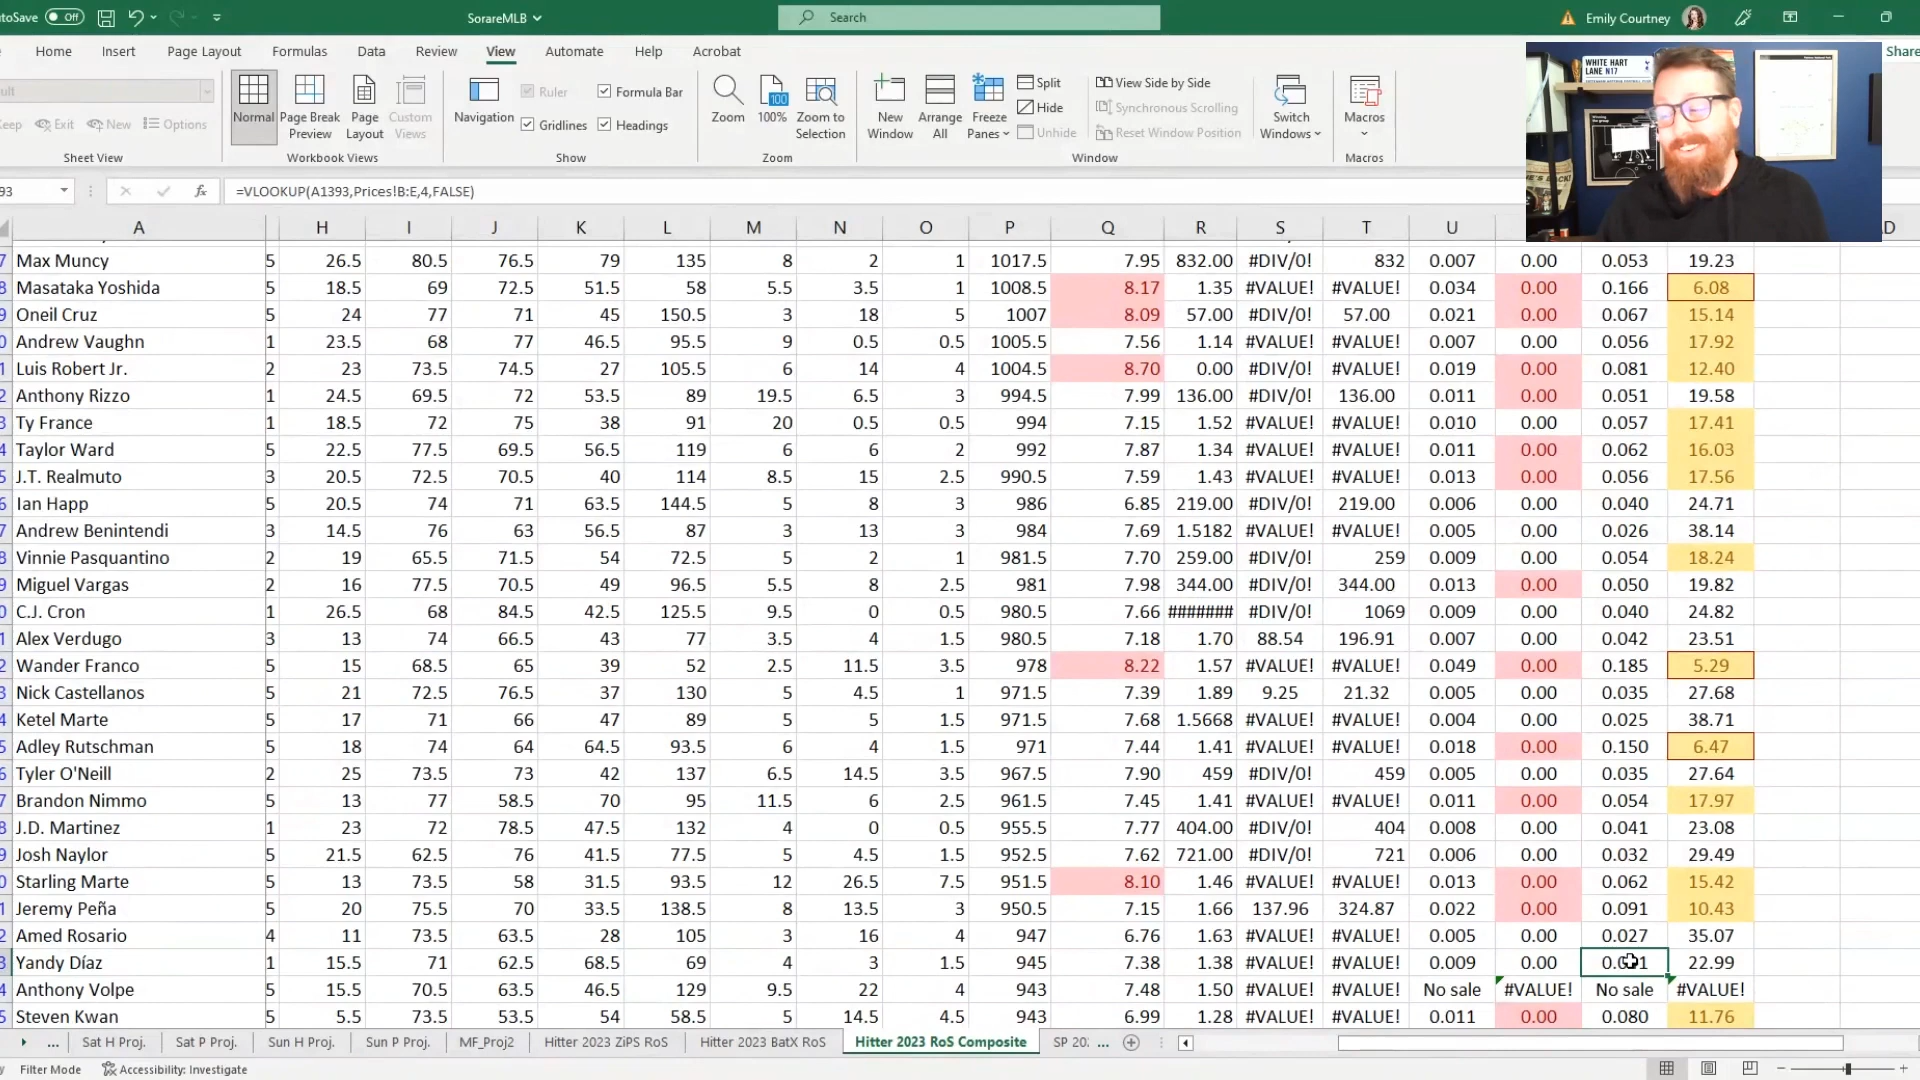 toSave Off SorareMLB Search Emily Courtney
Home Insert Page Layout Formulas Data Review View Automate Help Acrobat Share
Keep Exit New Options
Sheet View
Normal Page Break Preview Page Layout Custom Views
Workbook Views
Navigation Ruler Gridlines Formula Bar Headings
Show
Zoom 100% Zoom to Selection
Zoom
New Window Arrange All Freeze Panes Split Hide Unhide View Side by Side Synchronous Scrolling Reset Window Position Switch Windows
Window
Macros
Macros
WHITE HART
LANE N17
93 fx =VLOOKUP(A1393,Prices!B:E,4,FALSE)
A H I J K L M N O P Q R S T U D
7 Max Muncy 5 26.5 80.5 76.5 79 135 8 2 1 1017.5 7.95 832.00 #DIV/0! 832 0.007 0.00 0.053 19.23
8 Masataka Yoshida 5 18.5 69 72.5 51.5 58 5.5 3.5 1 1008.5 8.17 1.35 #VALUE! #VALUE! 0.034 0.00 0.166 6.08
9 Oneil Cruz 5 24 77 71 45 150.5 3 18 5 1007 8.09 57.00 #DIV/0! 57.00 0.021 0.00 0.067 15.14
0 Andrew Vaughn 1 23.5 68 77 46.5 95.5 9 0.5 0.5 1005.5 7.56 1.14 #VALUE! #VALUE! 0.007 0.00 0.056 17.92
1 Luis Robert Jr. 2 23 73.5 74.5 27 105.5 6 14 4 1004.5 8.70 0.00 #DIV/0! #VALUE! 0.019 0.00 0.081 12.40
2 Anthony Rizzo 1 24.5 69.5 72 53.5 89 19.5 6.5 3 994.5 7.99 136.00 #DIV/0! 136.00 0.011 0.00 0.051 19.58
3 Ty France 1 18.5 72 75 38 91 20 0.5 0.5 994 7.15 1.52 #VALUE! #VALUE! 0.010 0.00 0.057 17.41
4 Taylor Ward 5 22.5 77.5 69.5 56.5 119 6 6 2 992 7.87 1.34 #VALUE! #VALUE! 0.011 0.00 0.062 16.03
5 J.T. Realmuto 3 20.5 72.5 70.5 40 114 8.5 15 2.5 990.5 7.59 1.43 #VALUE! #VALUE! 0.013 0.00 0.056 17.56
6 Ian Happ 5 20.5 74 71 63.5 144.5 5 8 3 986 6.85 219.00 #DIV/0! 219.00 0.006 0.00 0.040 24.71
7 Andrew Benintendi 3 14.5 76 63 56.5 87 3 13 3 984 7.69 1.5182 #VALUE! #VALUE! 0.005 0.00 0.026 38.14
8 Vinnie Pasquantino 2 19 65.5 71.5 54 72.5 5 2 1 981.5 7.70 259.00 #DIV/0! 259 0.009 0.00 0.054 18.24
9 Miguel Vargas 2 16 77.5 70.5 49 96.5 5.5 8 2.5 981 7.98 344.00 #DIV/0! 344.00 0.013 0.00 0.050 19.82
0 C.J. Cron 1 26.5 68 84.5 42.5 125.5 9.5 0 0.5 980.5 7.66 ####### #DIV/0! 1069 0.009 0.00 0.040 24.82
1 Alex Verdugo 3 13 74 66.5 43 77 3.5 4 1.5 980.5 7.18 1.70 88.54 196.91 0.007 0.00 0.042 23.51
2 Wander Franco 5 15 68.5 65 39 52 2.5 11.5 3.5 978 8.22 1.57 #VALUE! #VALUE! 0.049 0.00 0.185 5.29
3 Nick Castellanos 5 21 72.5 76.5 37 130 5 4.5 1 971.5 7.39 1.89 9.25 21.32 0.005 0.00 0.035 27.68
4 Ketel Marte 5 17 71 66 47 89 5 5 1.5 971.5 7.68 1.5668 #VALUE! #VALUE! 0.004 0.00 0.025 38.71
5 Adley Rutschman 5 18 74 64 64.5 93.5 6 4 1.5 971 7.44 1.41 #VALUE! #VALUE! 0.018 0.00 0.150 6.47
6 Tyler O'Neill 2 25 73.5 73 42 137 6.5 14.5 3.5 967.5 7.90 459 #DIV/0! 459 0.005 0.00 0.035 27.64
7 Brandon Nimmo 5 13 77 58.5 70 95 11.5 6 2.5 961.5 7.45 1.41 #VALUE! #VALUE! 0.011 0.00 0.054 17.97
8 J.D. Martinez 1 23 72 78.5 47.5 132 4 0 0.5 955.5 7.77 404.00 #DIV/0! 404 0.008 0.00 0.041 23.08
9 Josh Naylor 5 21.5 62.5 76 41.5 77.5 5 4.5 1.5 952.5 7.62 721.00 #DIV/0! 721 0.006 0.00 0.032 29.49
0 Starling Marte 5 13 73.5 58 31.5 93.5 12 26.5 7.5 951.5 8.10 1.46 #VALUE! #VALUE! 0.013 0.00 0.062 15.42
1 Jeremy Peña 5 20 75.5 70 33.5 138.5 8 13.5 3 950.5 7.15 1.66 137.96 324.87 0.022 0.00 0.091 10.43
2 Amed Rosario 4 11 73.5 63.5 28 105 3 16 4 947 6.76 1.63 #VALUE! #VALUE! 0.005 0.00 0.027 35.07
3 Yandy Díaz 1 15.5 71 62.5 68.5 69 4 3 1.5 945 7.38 1.38 #VALUE! #VALUE! 0.009 0.00 22.99
4 Anthony Volpe 5 15.5 70.5 63.5 46.5 129 9.5 22 4 943 7.48 1.50 #VALUE! #VALUE! No sale #VALUE! No sale #VALUE!
5 Steven Kwan 5 5.5 73.5 53.5 54 58.5 5 14.5 4.5 943 6.99 1.28 #VALUE! #VALUE! 0.011 0.00 0.080 11.76
... Sat H Proj. Sat P Proj. Sun H Proj. Sun P Proj. MF_Proj2 Hitter 2023 ZiPS RoS Hitter 2023 BatX RoS Hitter 2023 RoS Composite SP 202 ...
Filter Mode Accessibility: Investigate